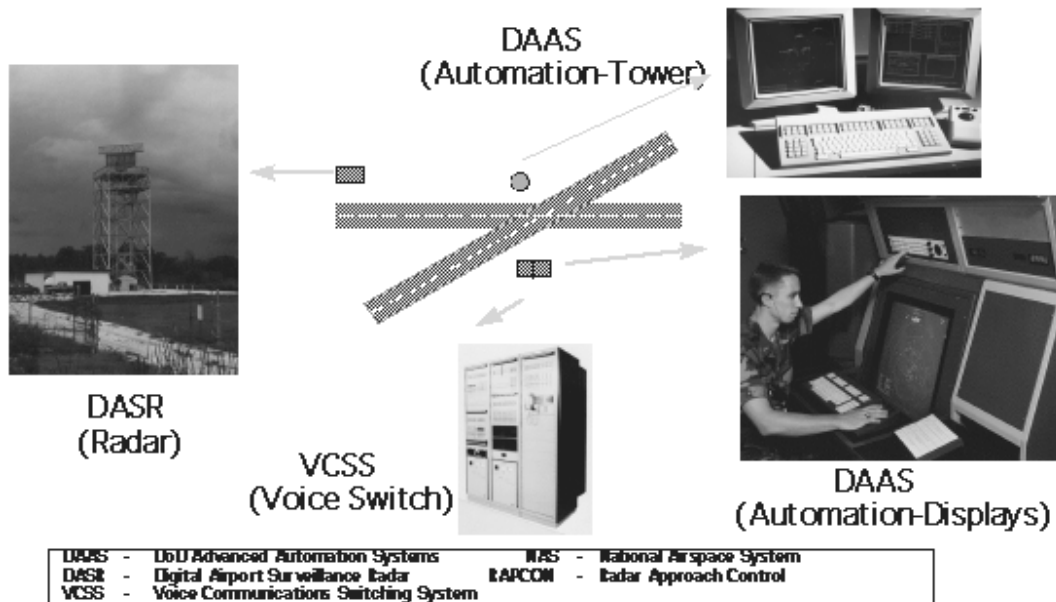 DAAS
(Automation-Tower)
DASR
(Radar)
VCSS
(Voice Switch)
DAAS
(Automation-Displays)
DAAS - DoD Advanced Automation Systems NAS - National Airspace System
DASR - Digital Airport Surveillance Radar RAPCON - Radar Approach Control
VCSS - Voice Communications Switching System